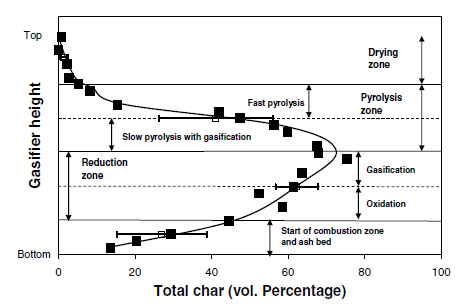 Top
Drying
zone
Fast pyrolysis
Pyrolysis
zone
Slow pyrolysis with gasification
Reduction
zone
Gasification
Oxidation
Start of combustion zone
and ash bed
Bottom
Gasifier height
0 20 40 60 80 100
Total char (vol. Percentage)